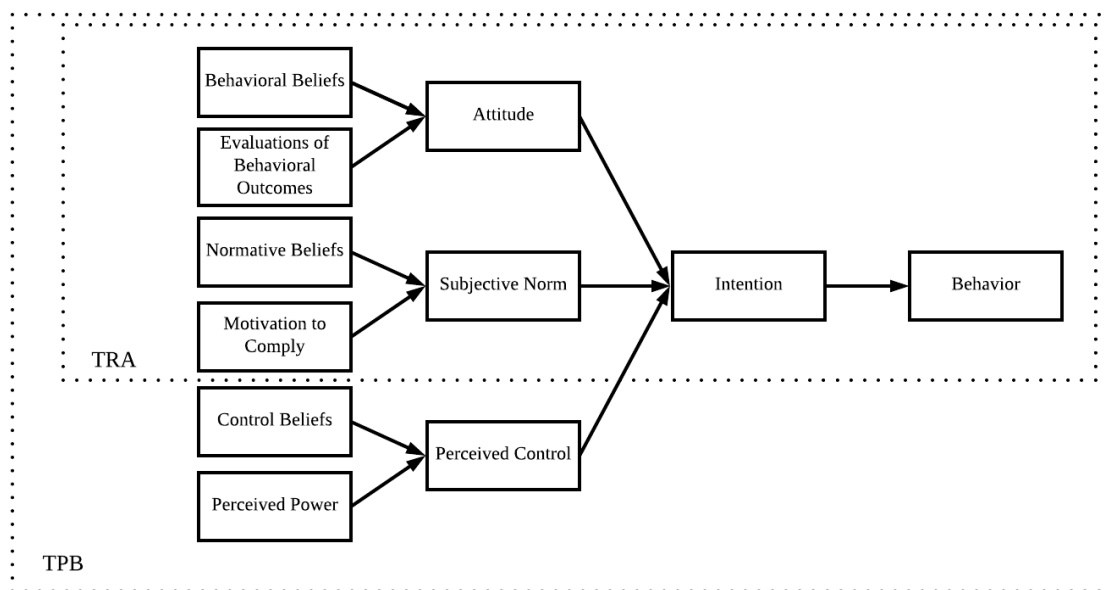 Behavioral Beliefs
Evaluations of
Behavioral
Outcomes
Attitude
Normative Beliefs
Motivation to
Comply
Subjective Norm
Intention
Behavior
TRA
Control Beliefs
Perceived Power
Perceived Control
TPB